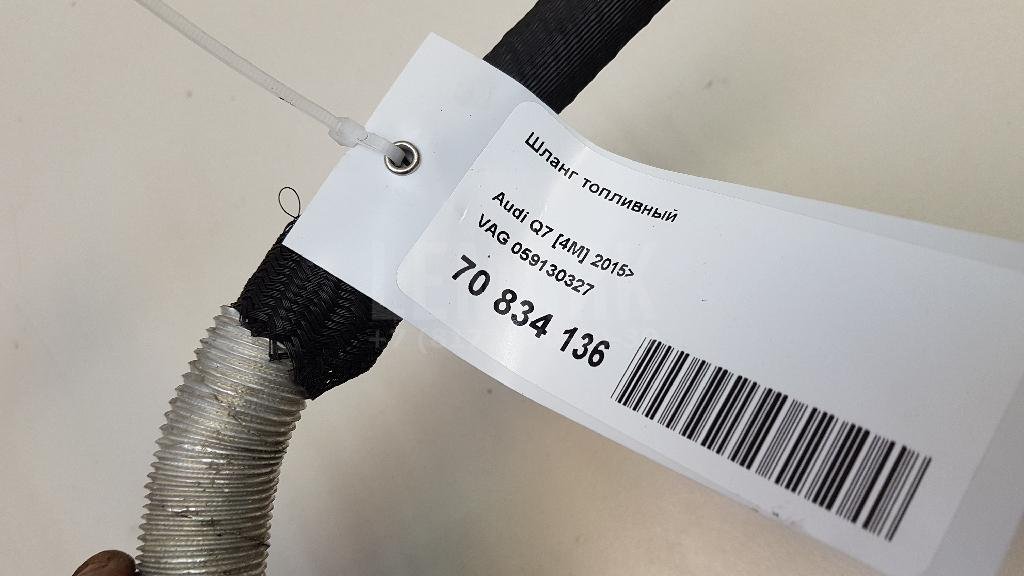 Шланг топливный
Audi Q7 [4M] 2015>
VAG 059130327
70 834 136